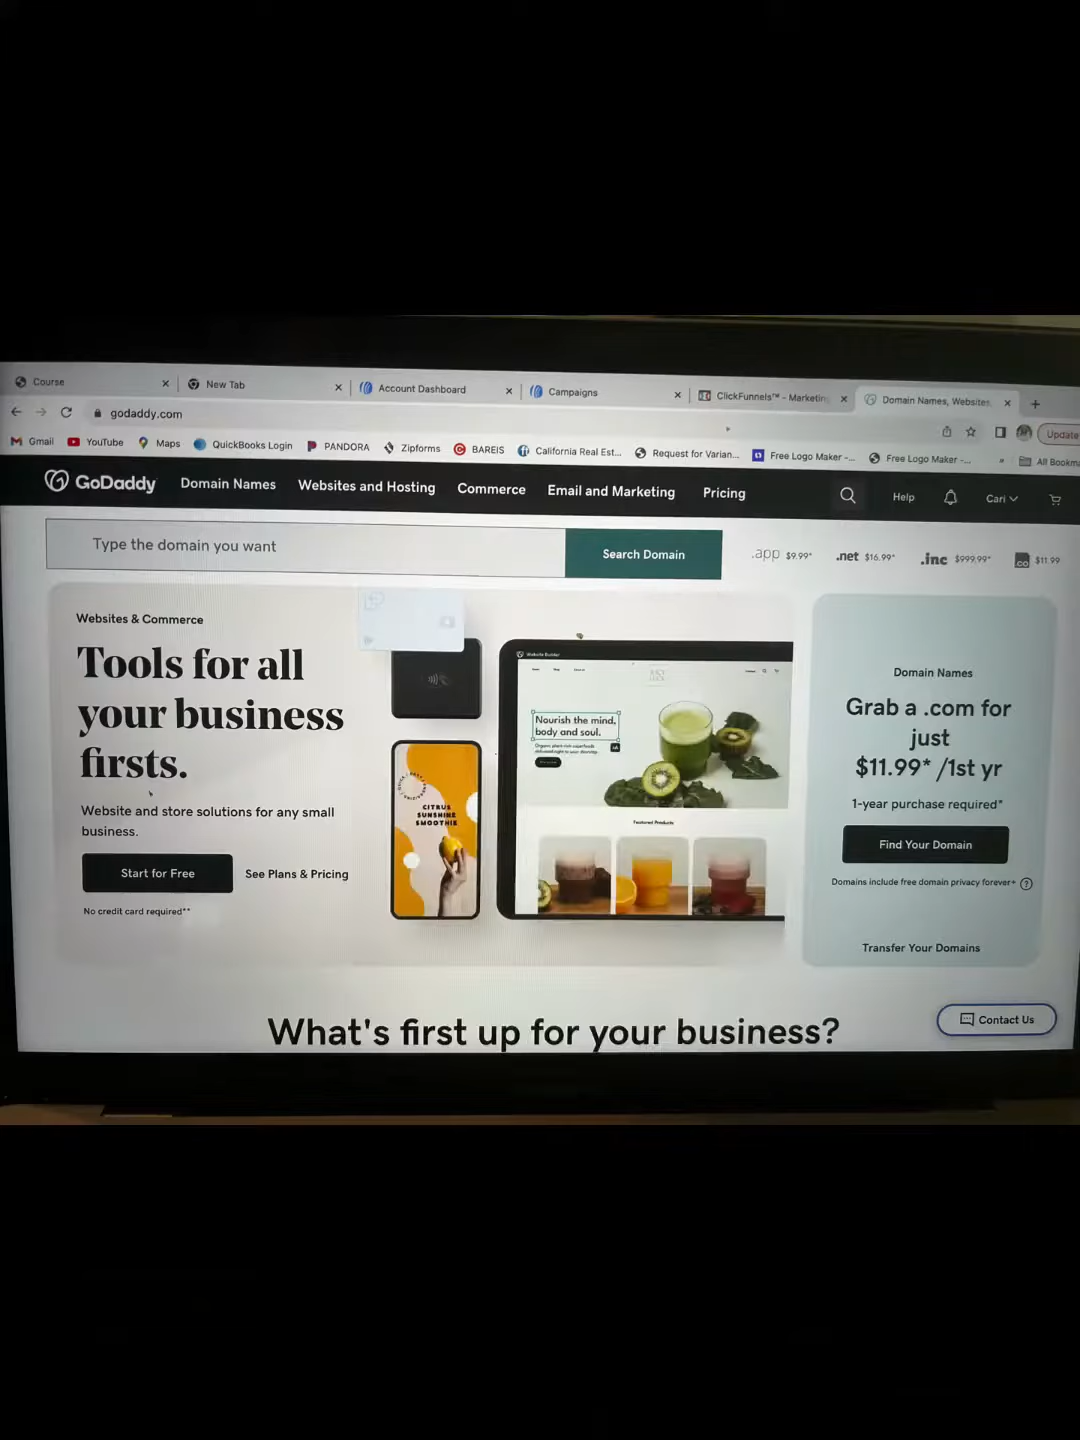 Course
New Tab
Account Dashboard
Campaigns
ClickFunnels™ - Marketing
Domain Names, Websites,
godaddy.com
Update
Gmail
YouTube
Maps
QuickBooks Login
PANDORA
Zipforms
BAREIS
California Real Est...
Request for Varian...
Free Logo Maker -...
Free Logo Maker -...
»
All Bookma
GoDaddy
Domain Names
Websites and Hosting
Commerce
Email and Marketing
Pricing
Help
Cari
Type the domain you want
Search Domain
.app $9.99*
.net $16.99*
.inc $999.99*
.co $11.99
Websites & Commerce
Tools for all
your business
firsts.
Website and store solutions for any small
business.
Start for Free
See Plans & Pricing
No credit card required**
CITRUS
SUNSHINE
SMOOTHIE
Website Builder
Nourish the mind,
body and soul.
Featured Products
Domain Names
Grab a .com for
just
$11.99* /1st yr
1-year purchase required*
Find Your Domain
Domains include free domain privacy forever+ ?
Transfer Your Domains
What's first up for your business?
Contact Us